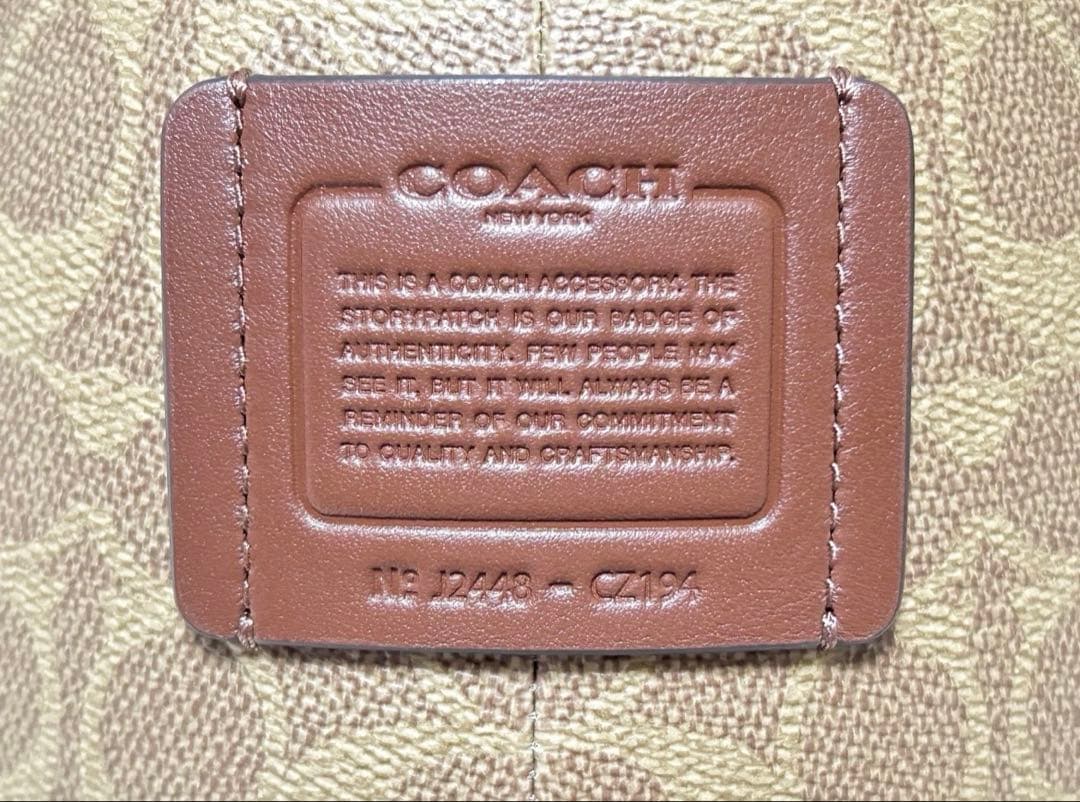 COACH
NEW YORK
THIS IS A COACH ACCESSORY. THE
STORYPATCH IS OUR BADGE OF
AUTHENTICITY. FEW PEOPLE MAY
SEE IT, BUT IT WILL ALWAYS BE A
REMINDER OF OUR COMMITMENT
TO QUALITY AND CRAFTSMANSHIP.
Nº J2448 - CZ194